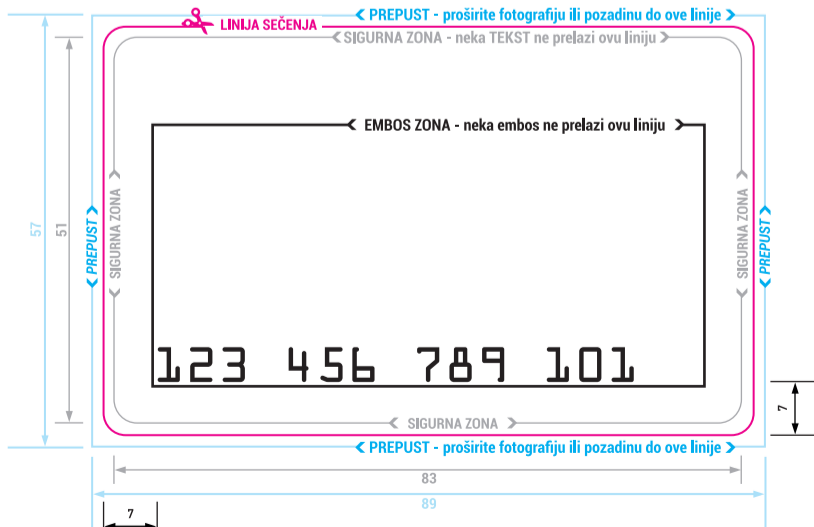 PREPUST - proširite fotografiju ili pozadinu do ove linije
LINIJA SEČENJA
SIGURNA ZONA - neka TEKST ne prelazi ovu liniju
EMBOS ZONA - neka embos ne prelazi ovu liniju
57
51
PREPUST
SIGURNA ZONA
SIGURNA ZONA
PREPUST
123 456 789 101
7
SIGURNA ZONA
PREPUST - proširite fotografiju ili pozadinu do ove linije
83
89
7